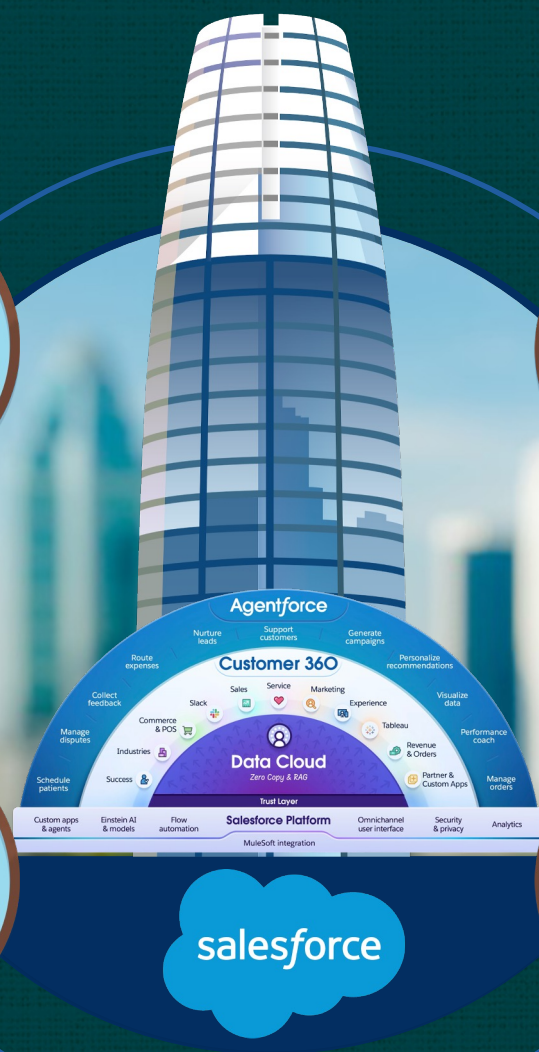 Agentforce
Support
customers
Nurture
leads
Generate
campaigns
Route
expenses
Personalize
recommendations
Collect
feedback
Visualize
data
Manage
disputes
Performance
coach
Schedule
patients
Manage
orders
Customer 360
Success
Industries
Commerce
& POS
Slack
Sales
Service
Marketing
Experience
Tableau
Revenue
& Orders
Partner &
Custom Apps
Data Cloud
Zero Copy & RAG
Trust Layer
Custom apps
& agents
Einstein AI
& models
Flow
automation
Salesforce Platform
Omnichannel
user interface
Security
& privacy
Analytics
MuleSoft integration
salesforce